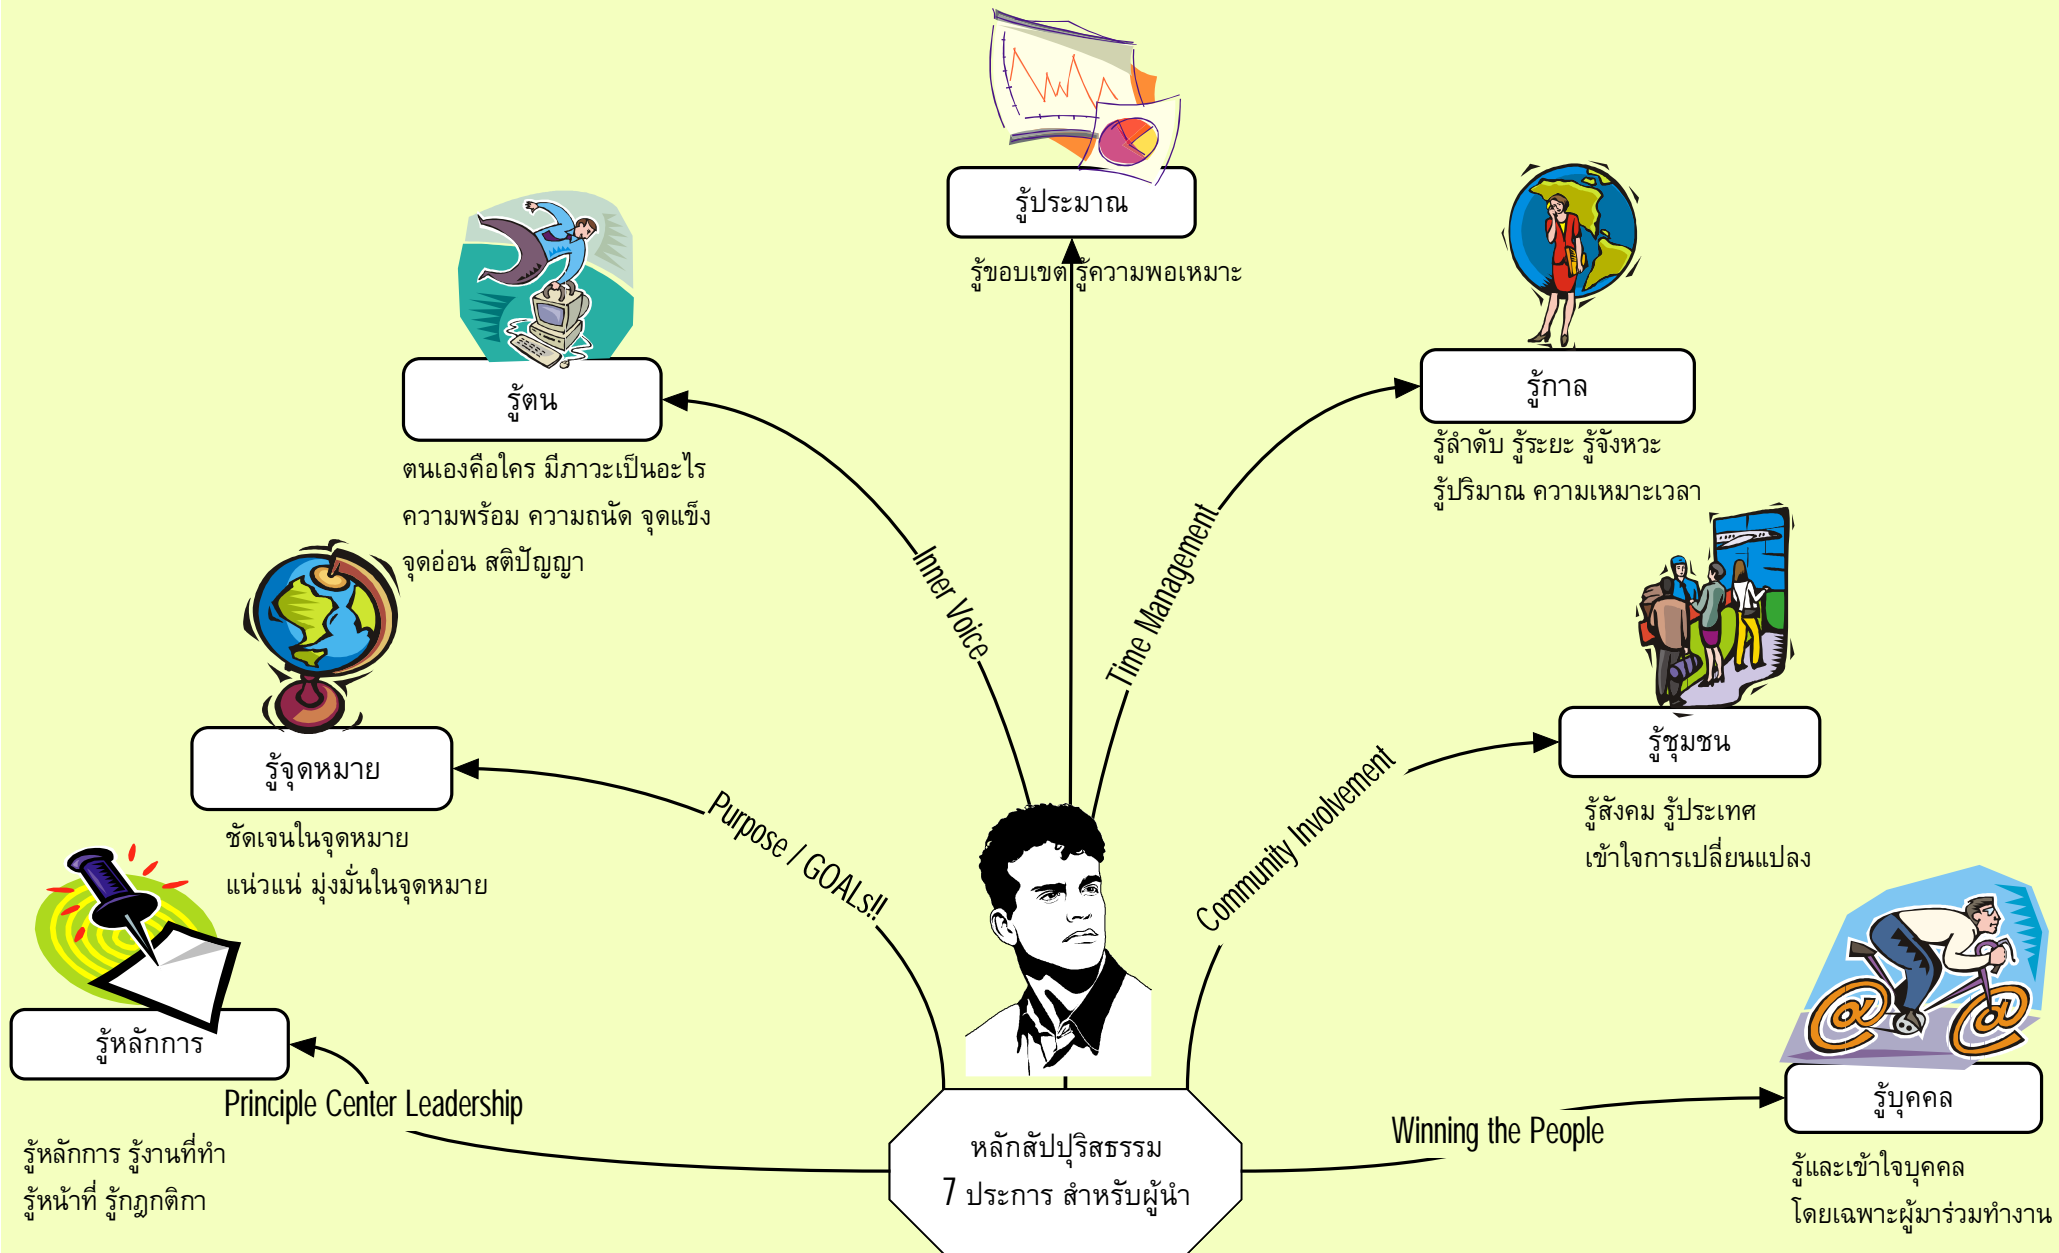 รู้ประมาณ
รู้ขอบเขต รู้ความพอเหมาะ
รู้ตน
ตนเองคือใคร มีภาวะเป็นอะไร
ความพร้อม ความถนัด จุดแข็ง
จุดอ่อน สติปัญญา
รู้กาล
รู้ลำดับ รู้ระยะ รู้จังหวะ
รู้ปริมาณ ความเหมาะเวลา
Inner Voice
Time Management
รู้จุดหมาย
ชัดเจนในจุดหมาย
แน่วแน่ มุ่งมั่นในจุดหมาย
Purpose / GOALs!!
รู้ชุมชน
รู้สังคม รู้ประเทศ
เข้าใจการเปลี่ยนแปลง
Community Involvement
รู้หลักการ
Principle Center Leadership
รู้หลักการ รู้งานที่ทำ
รู้หน้าที่ รู้กฎกติกา
หลักสัปปุริสธรรม
7 ประการ สำหรับผู้นำ
Winning the People
รู้บุคคล
รู้และเข้าใจบุคคล
โดยเฉพาะผู้มาร่วมทำงาน